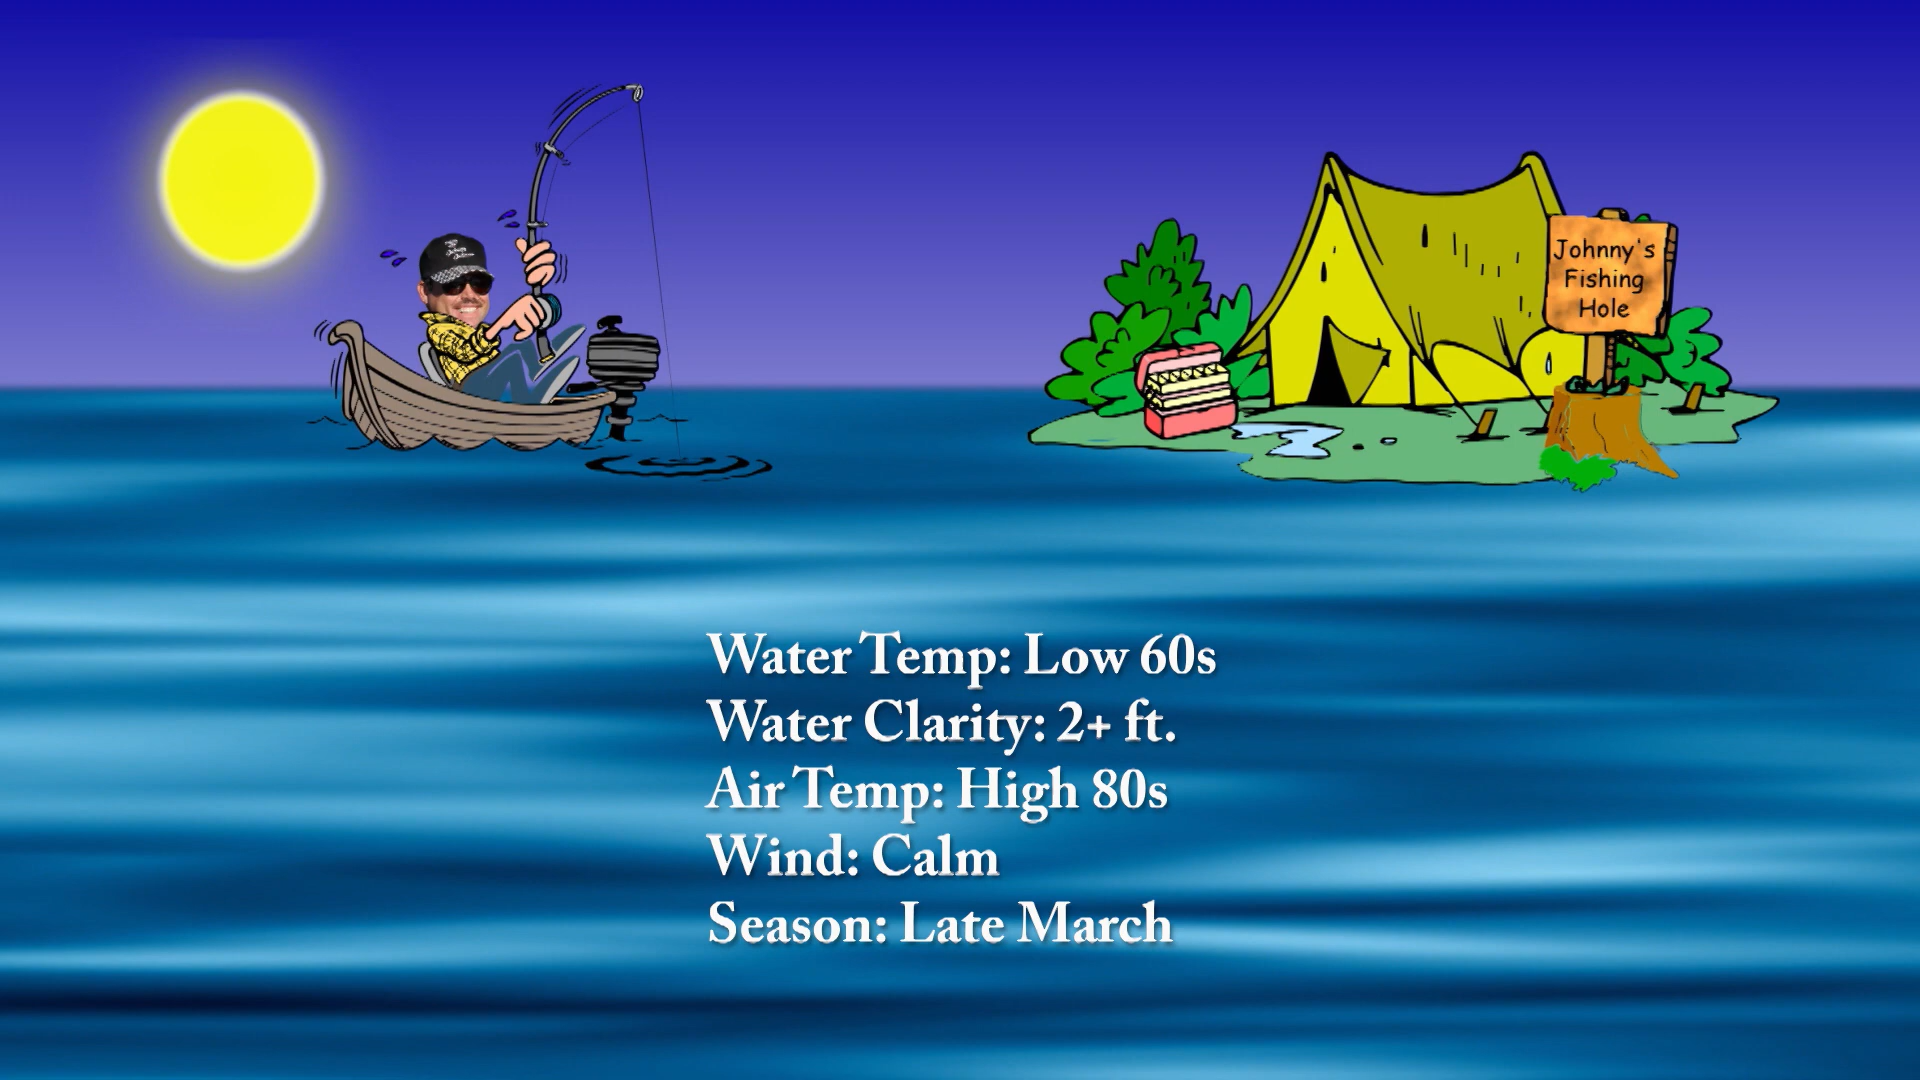 Johnny's
Fishing
Hole
Water Temp: Low 60s
Water Clarity: 2+ ft.
Air Temp: High 80s
Wind: Calm
Season: Late March